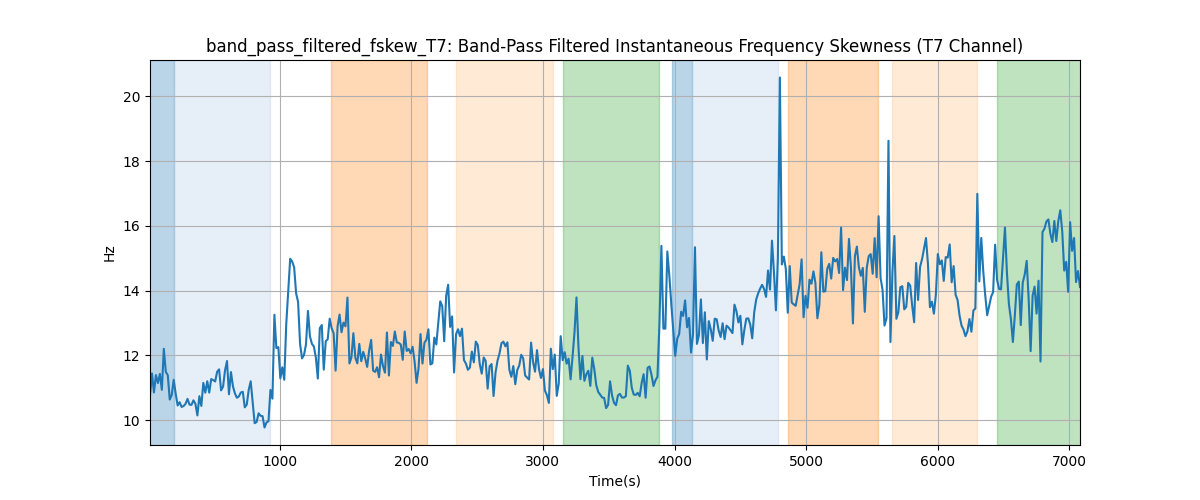 band_pass_filtered_fskew_T7: Band-Pass Filtered Instantaneous Frequency Skewness (T7 Channel)
20
18
16
14
12
10
Hz
1000 2000 3000 4000 5000 6000 7000
Time(s)